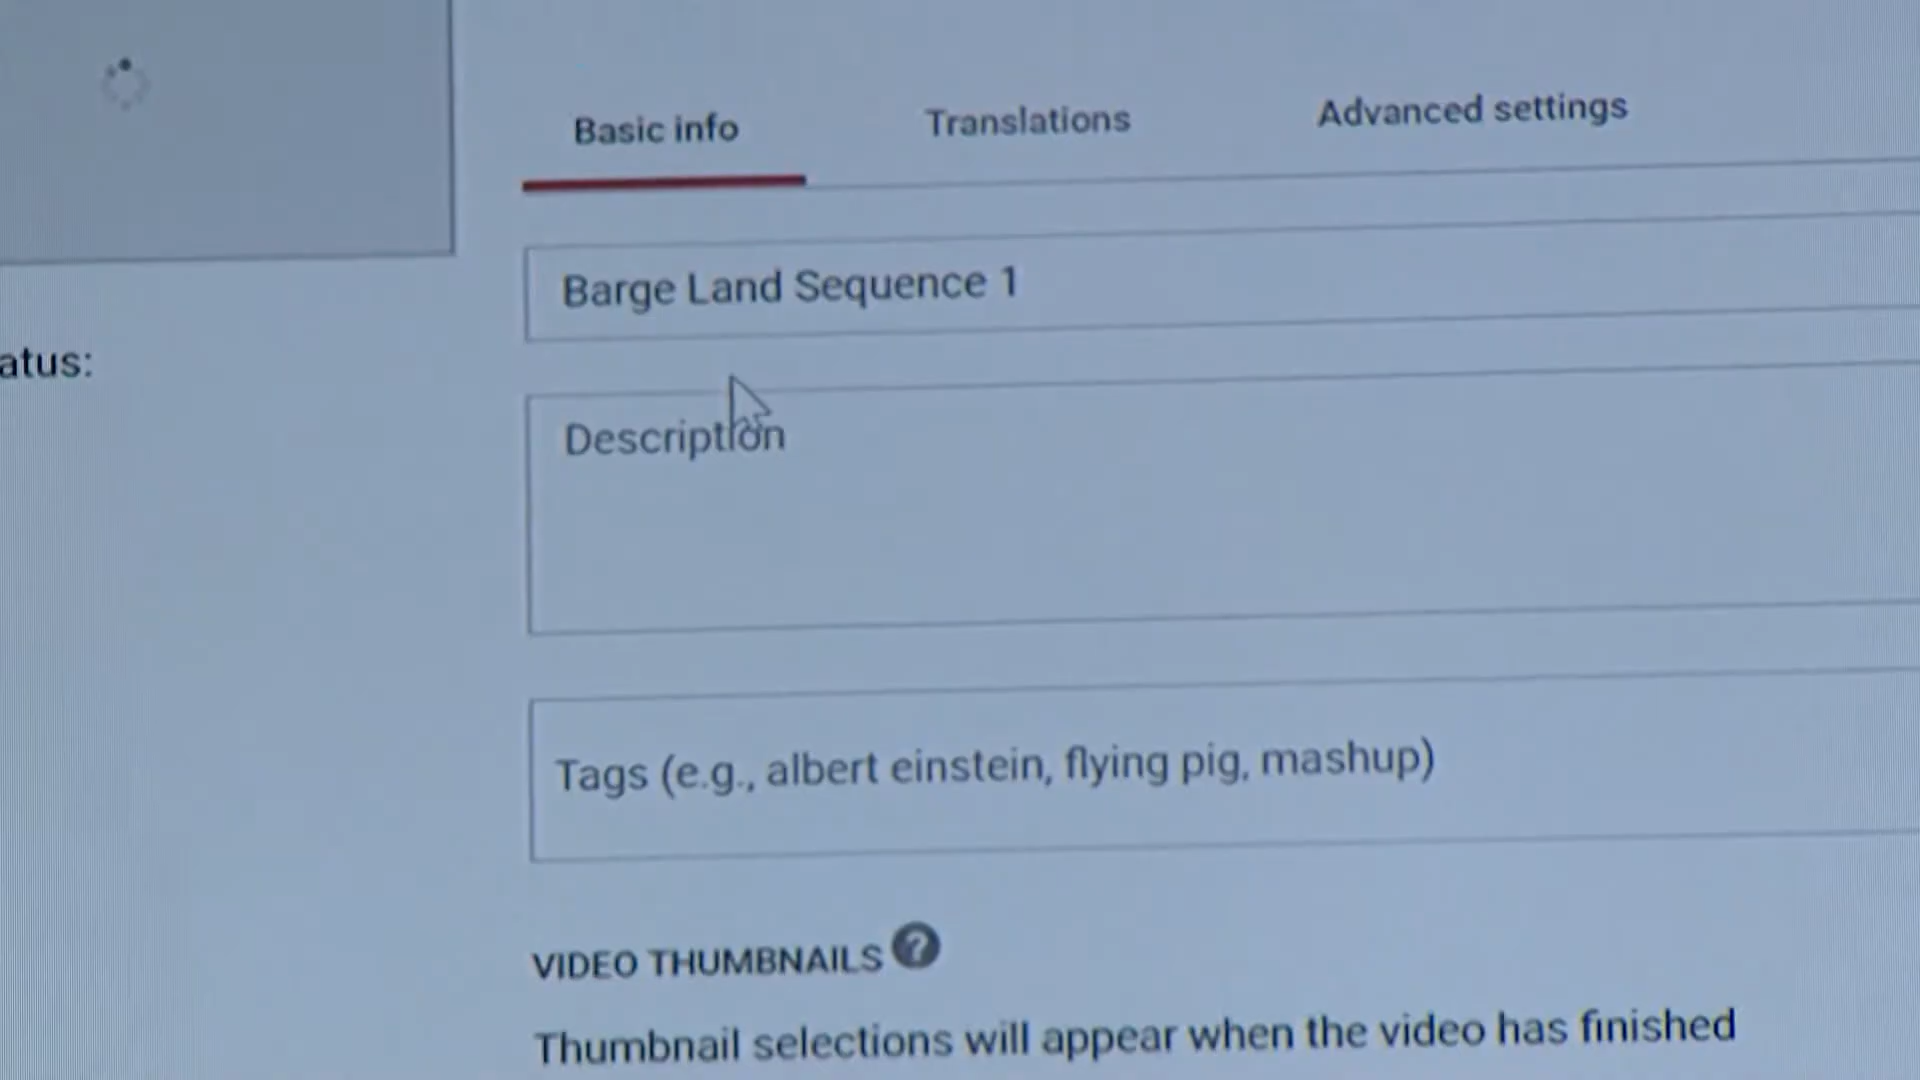 Basic info Translations Advanced settings
Barge Land Sequence 1
atus:
Description
Tags (e.g., albert einstein, flying pig, mashup)
VIDEO THUMBNAILS ?
Thumbnail selections will appear when the video has finished